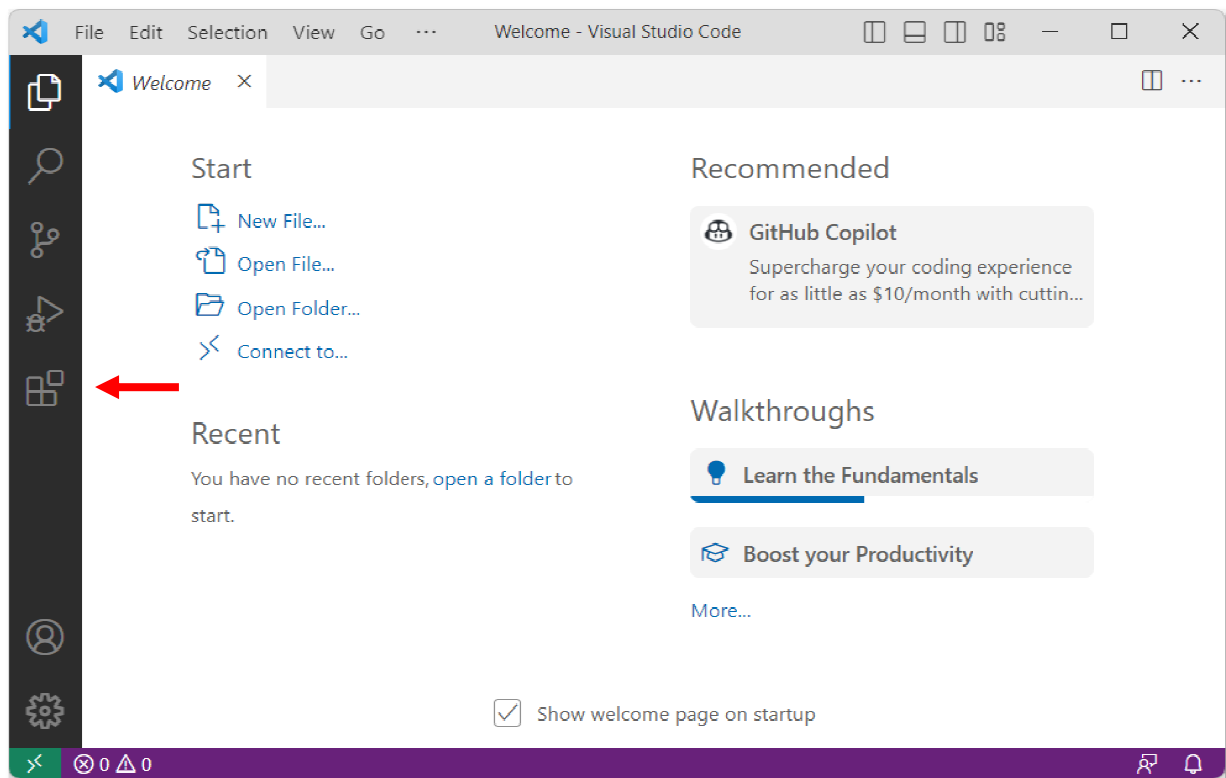 File Edit Selection View Go ··· Welcome - Visual Studio Code
Welcome
Start
New File...
Open File...
Open Folder...
Connect to...
Recent
You have no recent folders, open a folder to
start.
Recommended
GitHub Copilot
Supercharge your coding experience
for as little as $10/month with cuttin...
Walkthroughs
Learn the Fundamentals
Boost your Productivity
More...
Show welcome page on startup
0 0